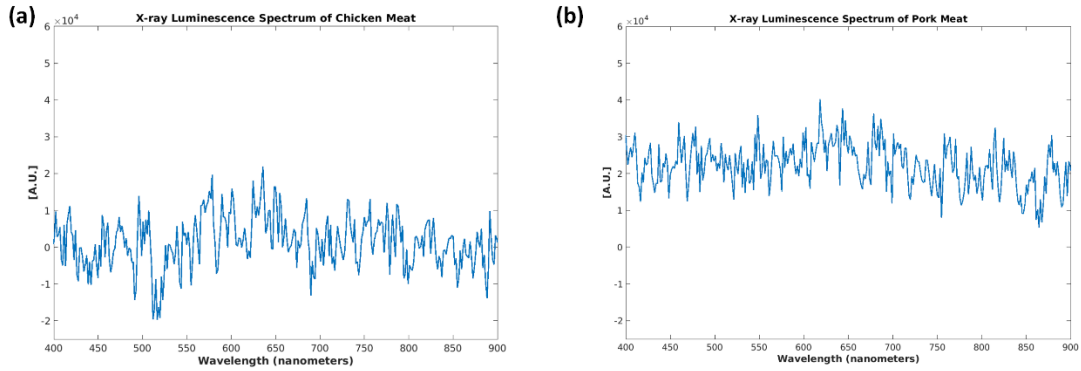 (a)
X-ray Luminescence Spectrum of Chicken Meat
×10⁴
6
5
4
3
2
1
0
-1
-2
[A.U.]
400 450 500 550 600 650 700 750 800 850 900
Wavelength (nanometers)
(b)
X-ray Luminescence Spectrum of Pork Meat
×10⁴
6
5
4
3
2
1
0
-1
-2
[A.U.]
400 450 500 550 600 650 700 750 800 850 900
Wavelength (nanometers)